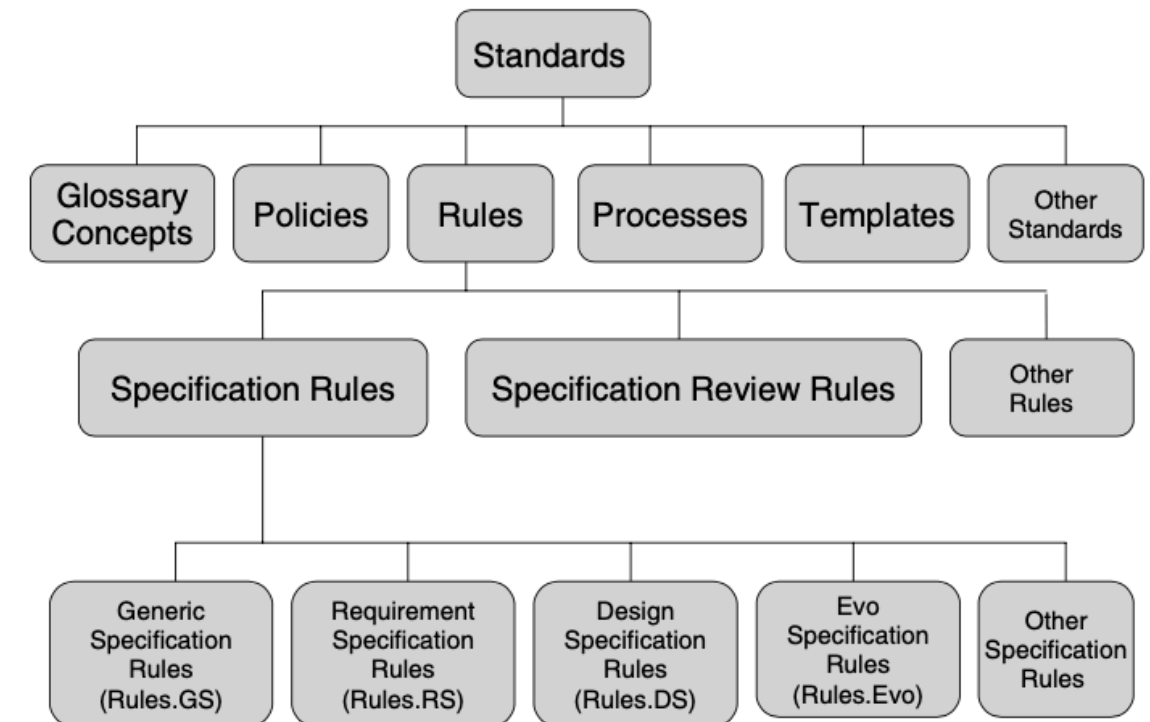 Standards
Glossary
Concepts
Policies
Rules
Processes
Templates
Other
Standards
Specification Rules
Specification Review Rules
Other
Rules
Generic
Specification
Rules
(Rules.GS)
Requirement
Specification
Rules
(Rules.RS)
Design
Specification
Rules
(Rules.DS)
Evo
Specification
Rules
(Rules.Evo)
Other
Specification
Rules